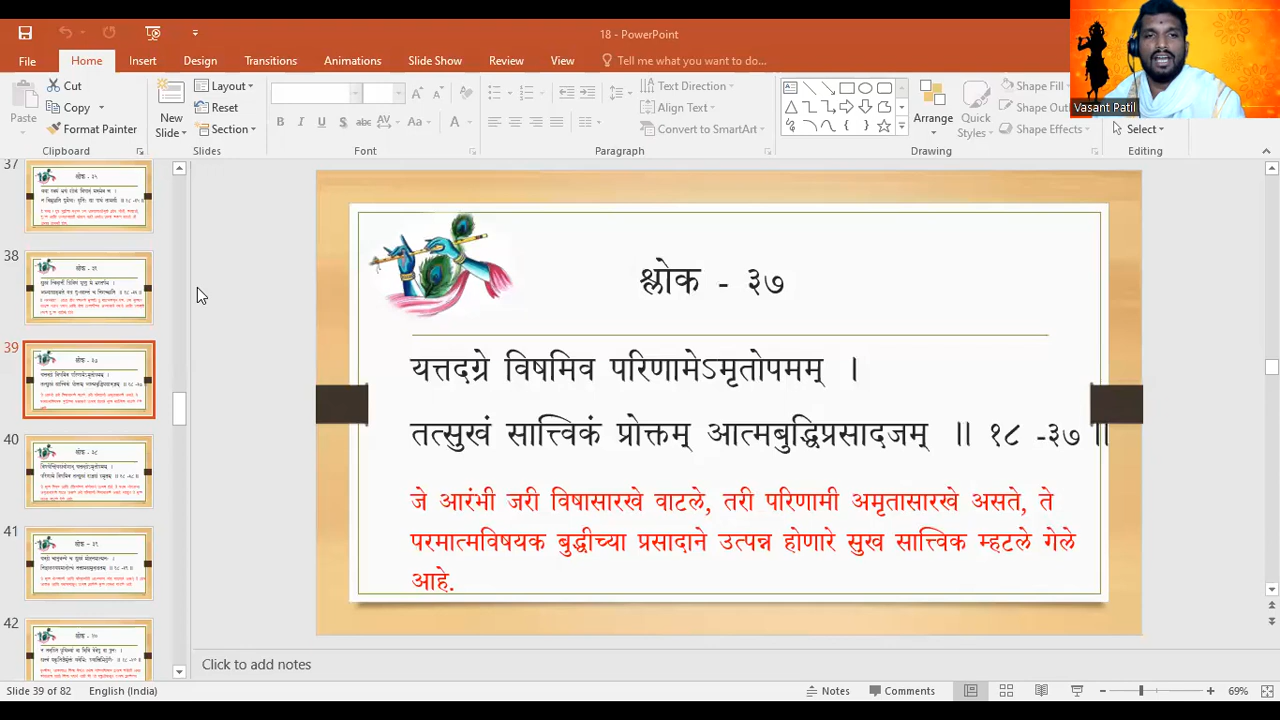 18 - PowerPoint
File Home Insert Design Transitions Animations Slide Show Review View Tell me what you want to do...
Vasant Patil
Paste Cut Copy Format Painter
Clipboard
New Slide Layout Reset Section
Slides
B I U S abc AV Aa A
Font
Text Direction Align Text Convert to SmartArt
Paragraph
Arrange Quick Styles Shape Fill Shape Effects
Drawing
Select
Editing
37
38
39
40
41
42
श्लोक - ३७
यत्तदग्रे विषमिव परिणामेऽमृतोपमम् ।
तत्सुखं सात्त्विकं प्रोक्तम् आत्मबुद्धिप्रसादजम् ॥ १८ -३७ ॥
जे आरंभी जरी विषासारखे वाटले, तरी परिणामी अमृतासारखे असते, ते
परमात्मविषयक बुद्धीच्या प्रसादाने उत्पन्न होणारे सुख सात्त्विक म्हटले गेले
आहे.
Click to add notes
Slide 39 of 82 English (India) Notes Comments 69%